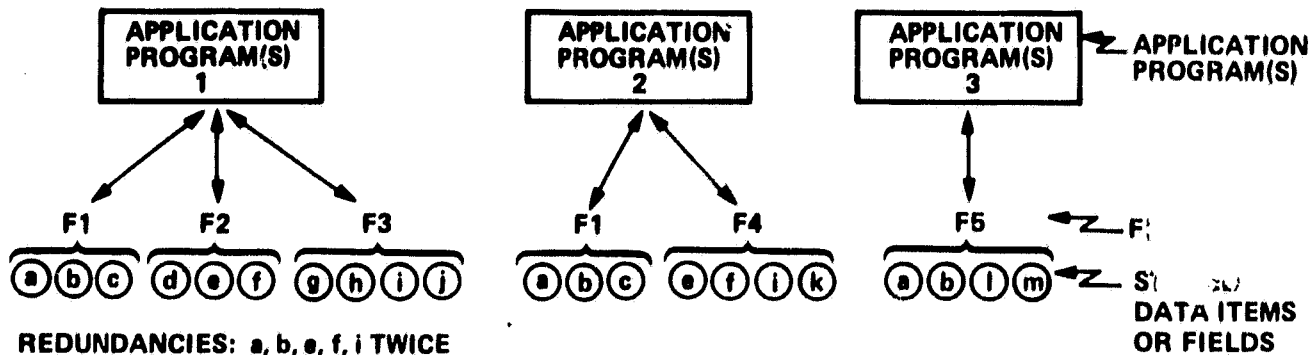 APPLICATION PROGRAM(S) 1
APPLICATION PROGRAM(S) 2
APPLICATION PROGRAM(S) 3
APPLICATION PROGRAM(S)
F1
F2
F3
F1
F4
F5
a b c
d e f
g h i j
a b c
e f i k
a b l m
DATA ITEMS
OR FIELDS
REDUNDANCIES: a, b, e, f, i TWICE